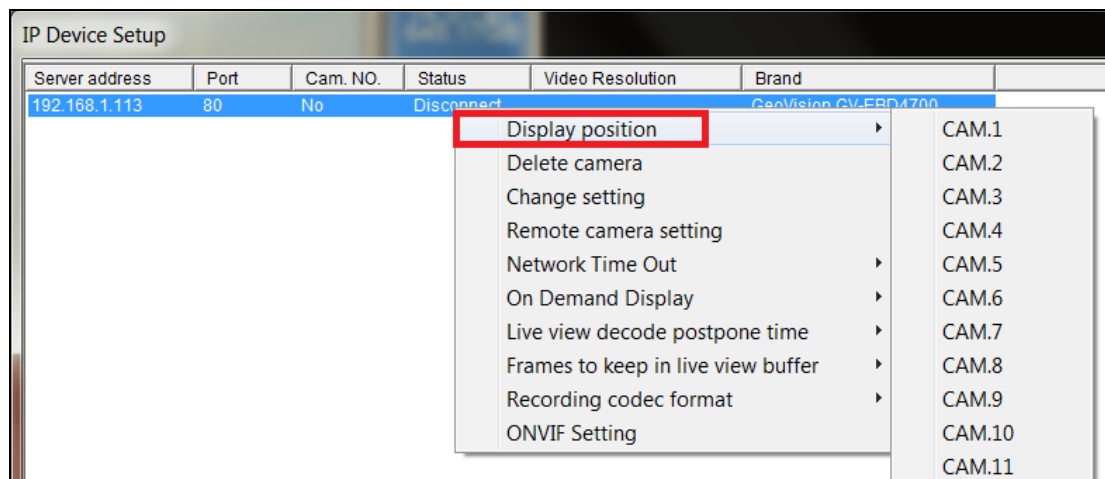 IP Device Setup
Server address Port Cam. NO. Status Video Resolution Brand
192.168.1.113 80 No Disconnect GeoVision GV-EBD4700
Display position
Delete camera
Change setting
Remote camera setting
Network Time Out
On Demand Display
Live view decode postpone time
Frames to keep in live view buffer
Recording codec format
ONVIF Setting
CAM.1
CAM.2
CAM.3
CAM.4
CAM.5
CAM.6
CAM.7
CAM.8
CAM.9
CAM.10
CAM.11